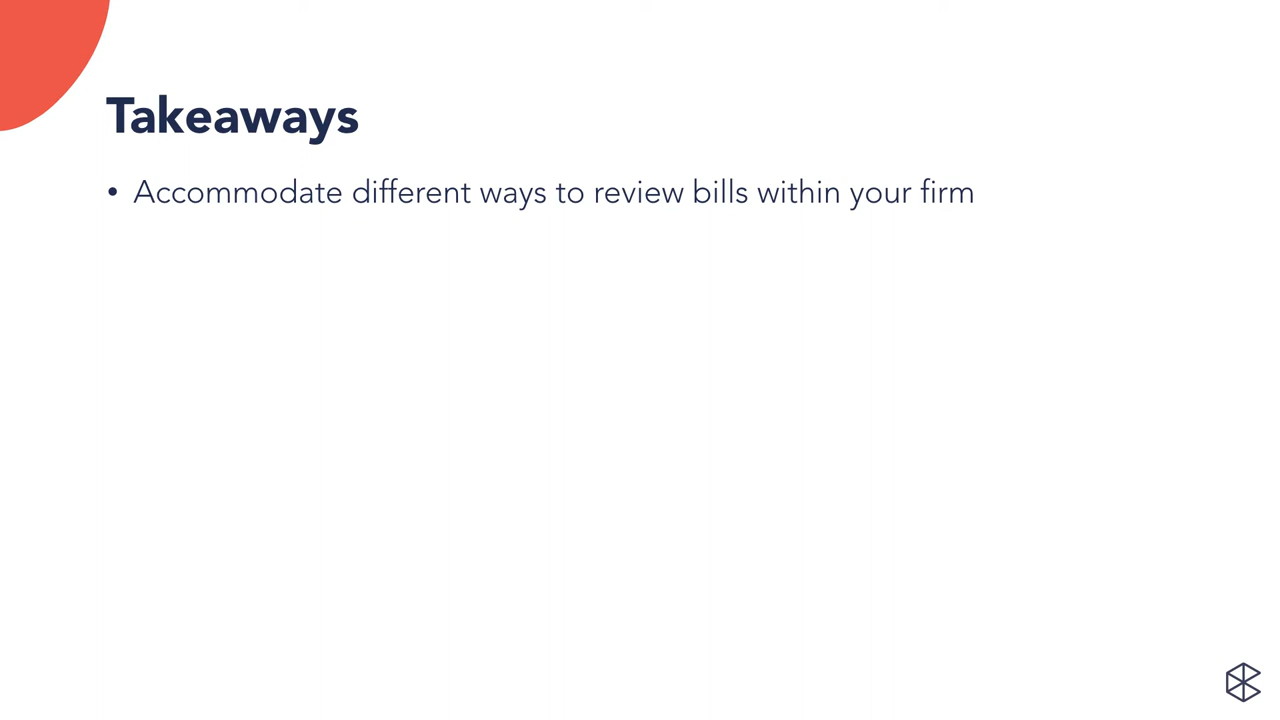 Takeaways
• Accommodate different ways to review bills within your firm